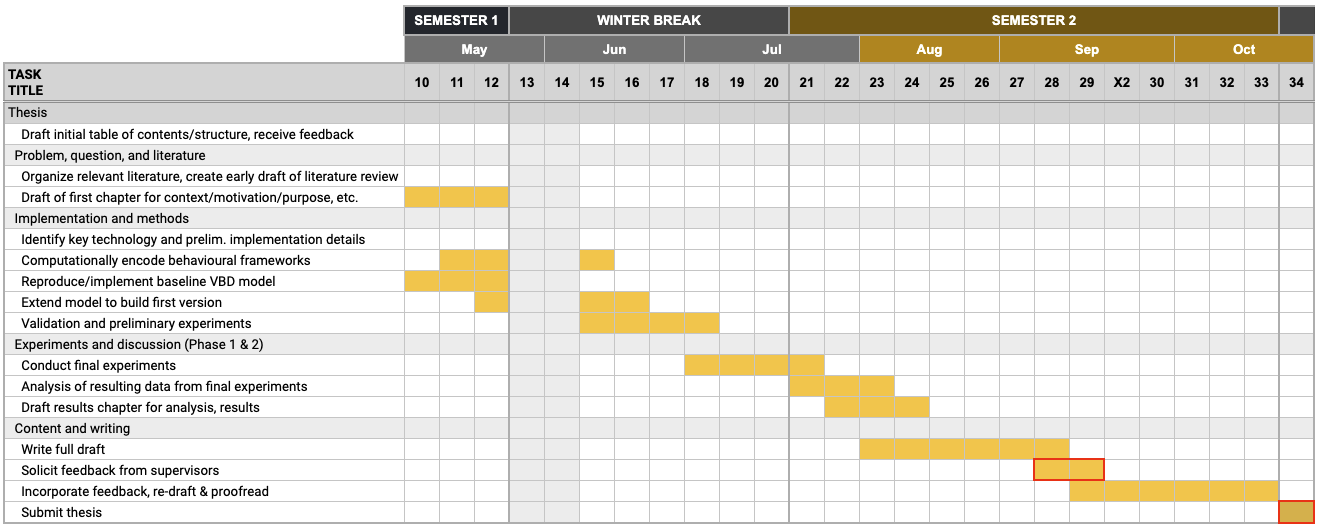 SEMESTER 1 WINTER BREAK SEMESTER 2
May Jun Jul Aug Sep Oct
TASK
TITLE
10 11 12 13 14 15 16 17 18 19 20 21 22 23 24 25 26 27 28 29 X2 30 31 32 33 34
Thesis
Draft initial table of contents/structure, receive feedback
Problem, question, and literature
Organize relevant literature, create early draft of literature review
Draft of first chapter for context/motivation/purpose, etc.
Implementation and methods
Identify key technology and prelim. implementation details
Computationally encode behavioural frameworks
Reproduce/implement baseline VBD model
Extend model to build first version
Validation and preliminary experiments
Experiments and discussion (Phase 1 & 2)
Conduct final experiments
Analysis of resulting data from final experiments
Draft results chapter for analysis, results
Content and writing
Write full draft
Solicit feedback from supervisors
Incorporate feedback, re-draft & proofread
Submit thesis